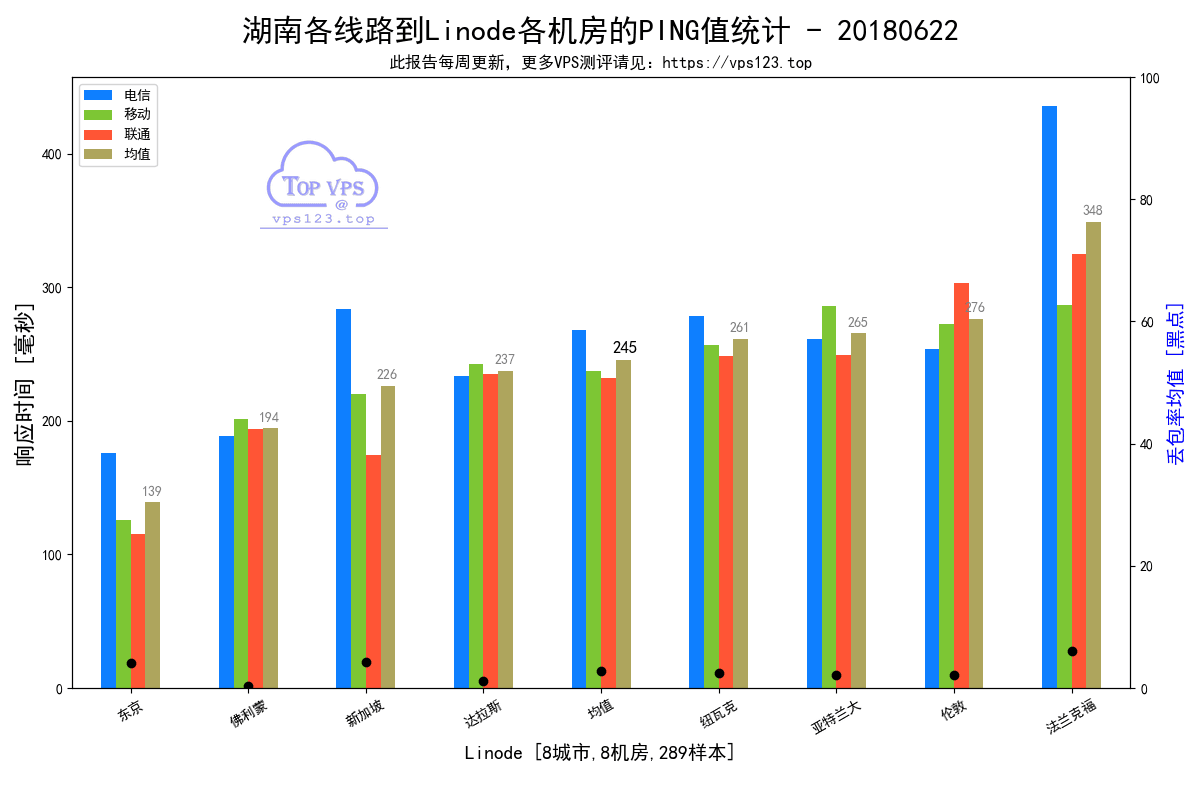 湖南各线路到Linode各机房的PING值统计 - 20180622
此报告每周更新，更多VPS测评请见：https://vps123.top
电信
移动
联通
均值
TOP VPS
@
vps123.top
响应时间 [毫秒]
400
300
200
100
0
139
194
226
237
245
261
265
276
348
100
80
60
40
20
0
丢包率均值 [黑点]
东京
佛利蒙
新加坡
达拉斯
均值
纽瓦克
亚特兰大
伦敦
法兰克福
Linode [8城市,8机房,289样本]